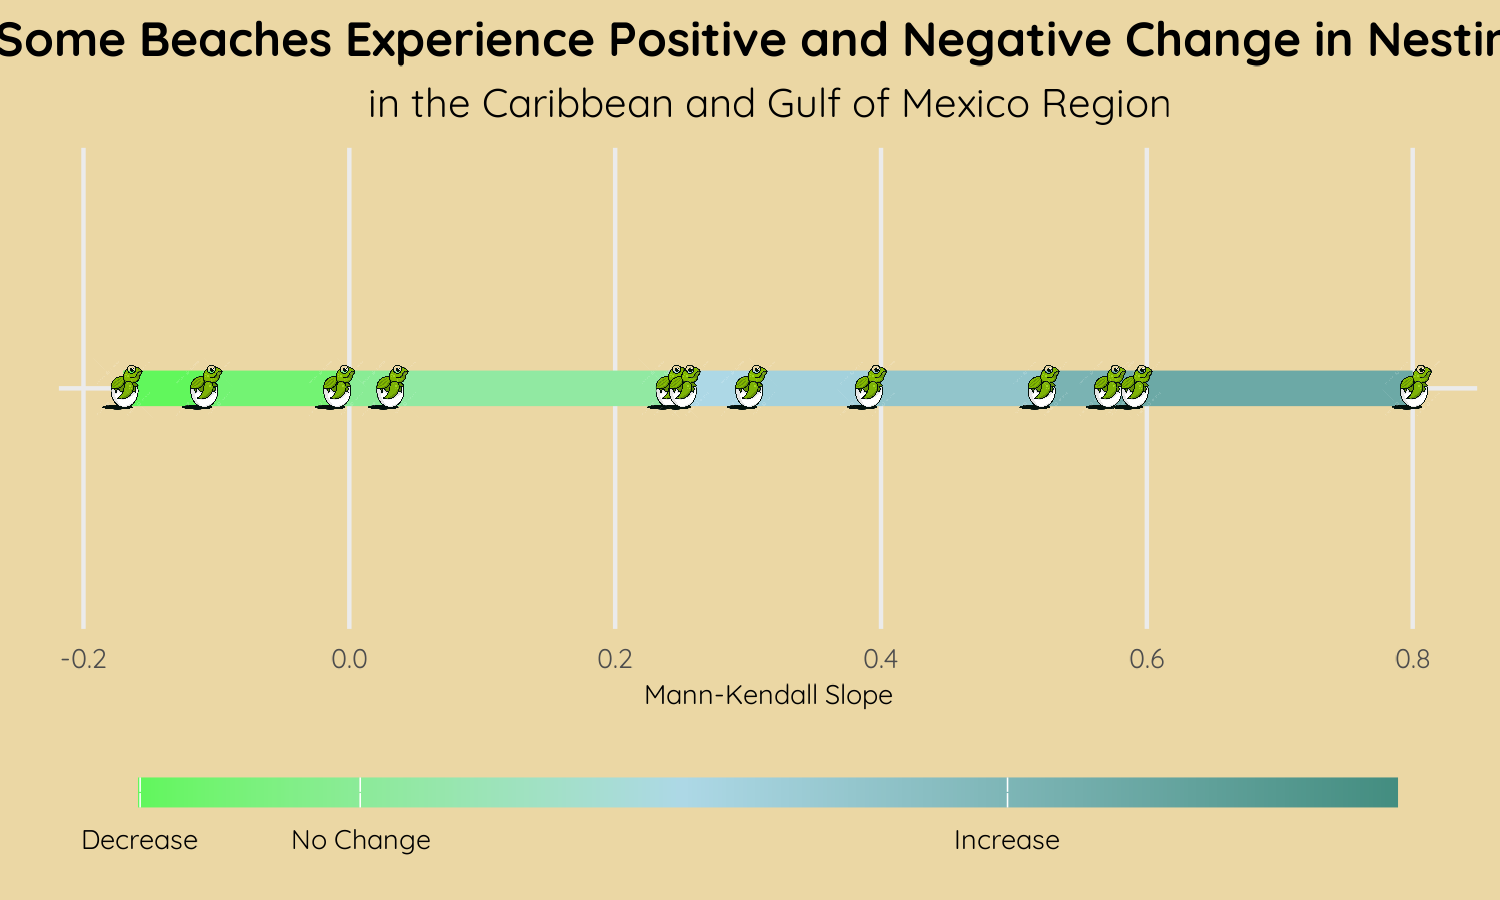 Some Beaches Experience Positive and Negative Change in Nestin
in the Caribbean and Gulf of Mexico Region
-0.2 0.0 0.2 0.4 0.6 0.8
Mann-Kendall Slope
Decrease No Change Increase